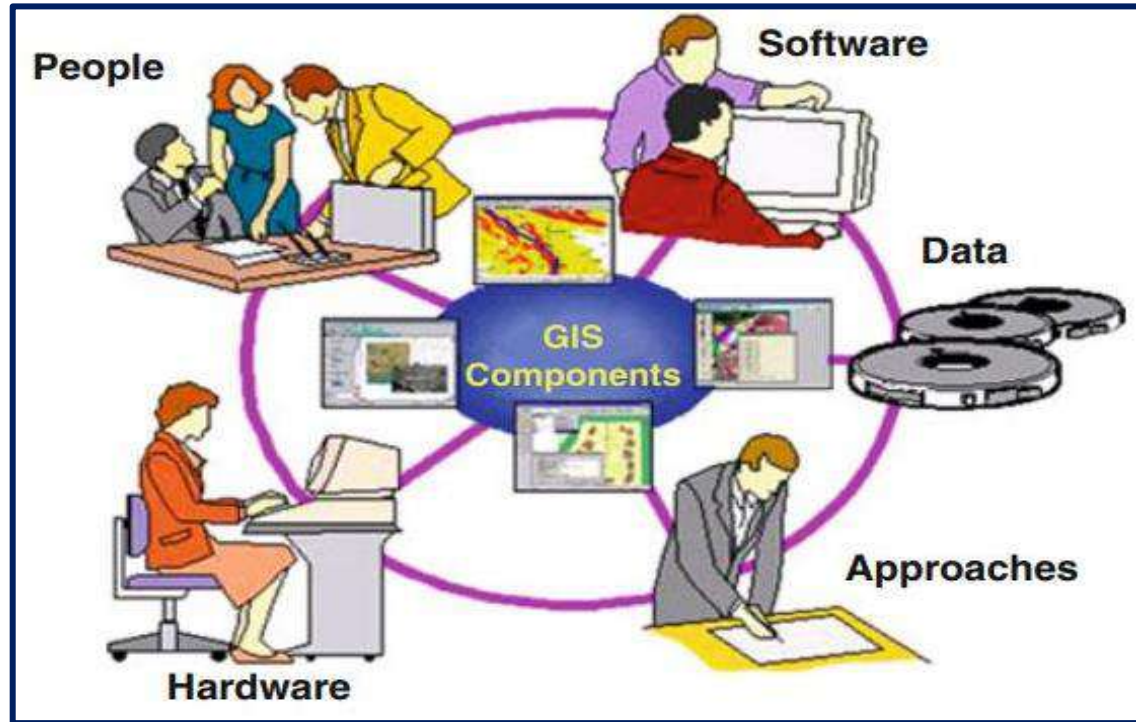 People
Software
Data
GIS
Components
Approaches
Hardware